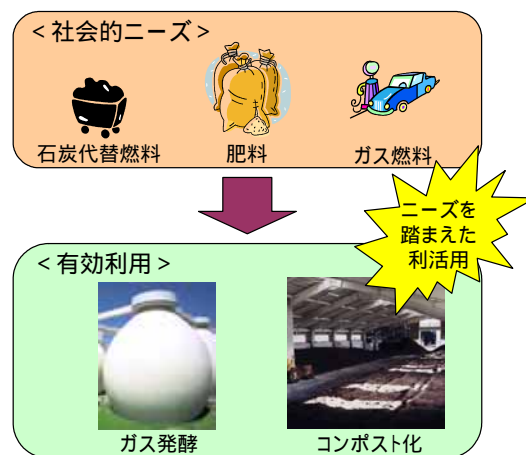 ＜社会的ニーズ＞
石炭代替燃料
肥料
ガス燃料
ニーズを
踏まえた
利活用
＜有効利用＞
ガス発酵
コンポスト化